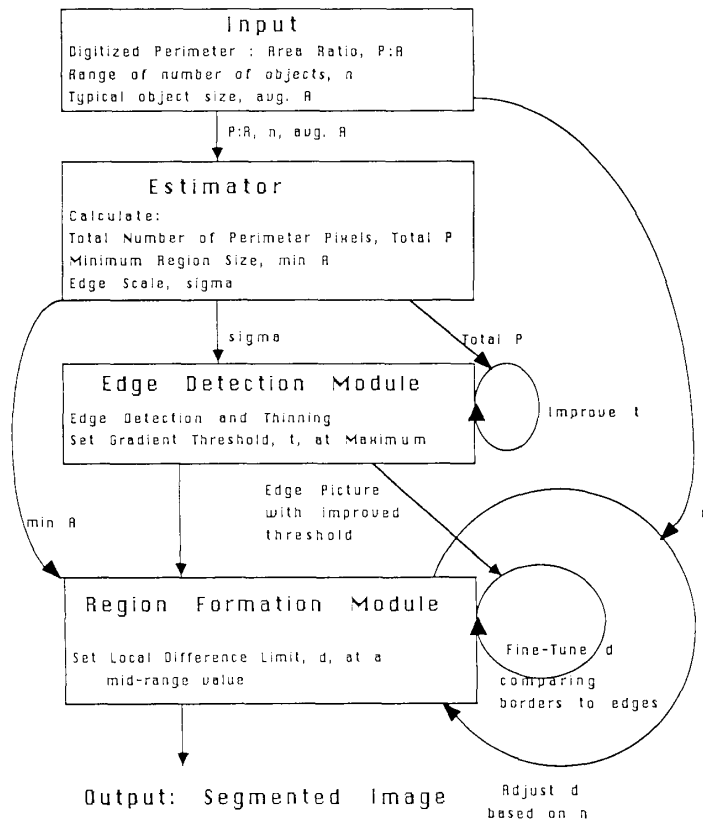 Input
Digitized Perimeter : Area Ratio, P:A
Range of number of objects, n
Typical object size, avg. A
P:A, n, avg. A
Estimator
Calculate:
Total Number of Perimeter Pixels, Total P
Minimum Region Size, min A
Edge Scale, sigma
sigma
Total P
Edge Detection Module
Edge Detection and Thinning
Set Gradient Threshold, t, at Maximum
Improve t
Edge Picture
with improved
threshold
min A
Region Formation Module
Set Local Difference Limit, d, at a
mid-range value
Fine-Tune d
comparing
borders to edges
Output: Segmented Image
Adjust d
based on n